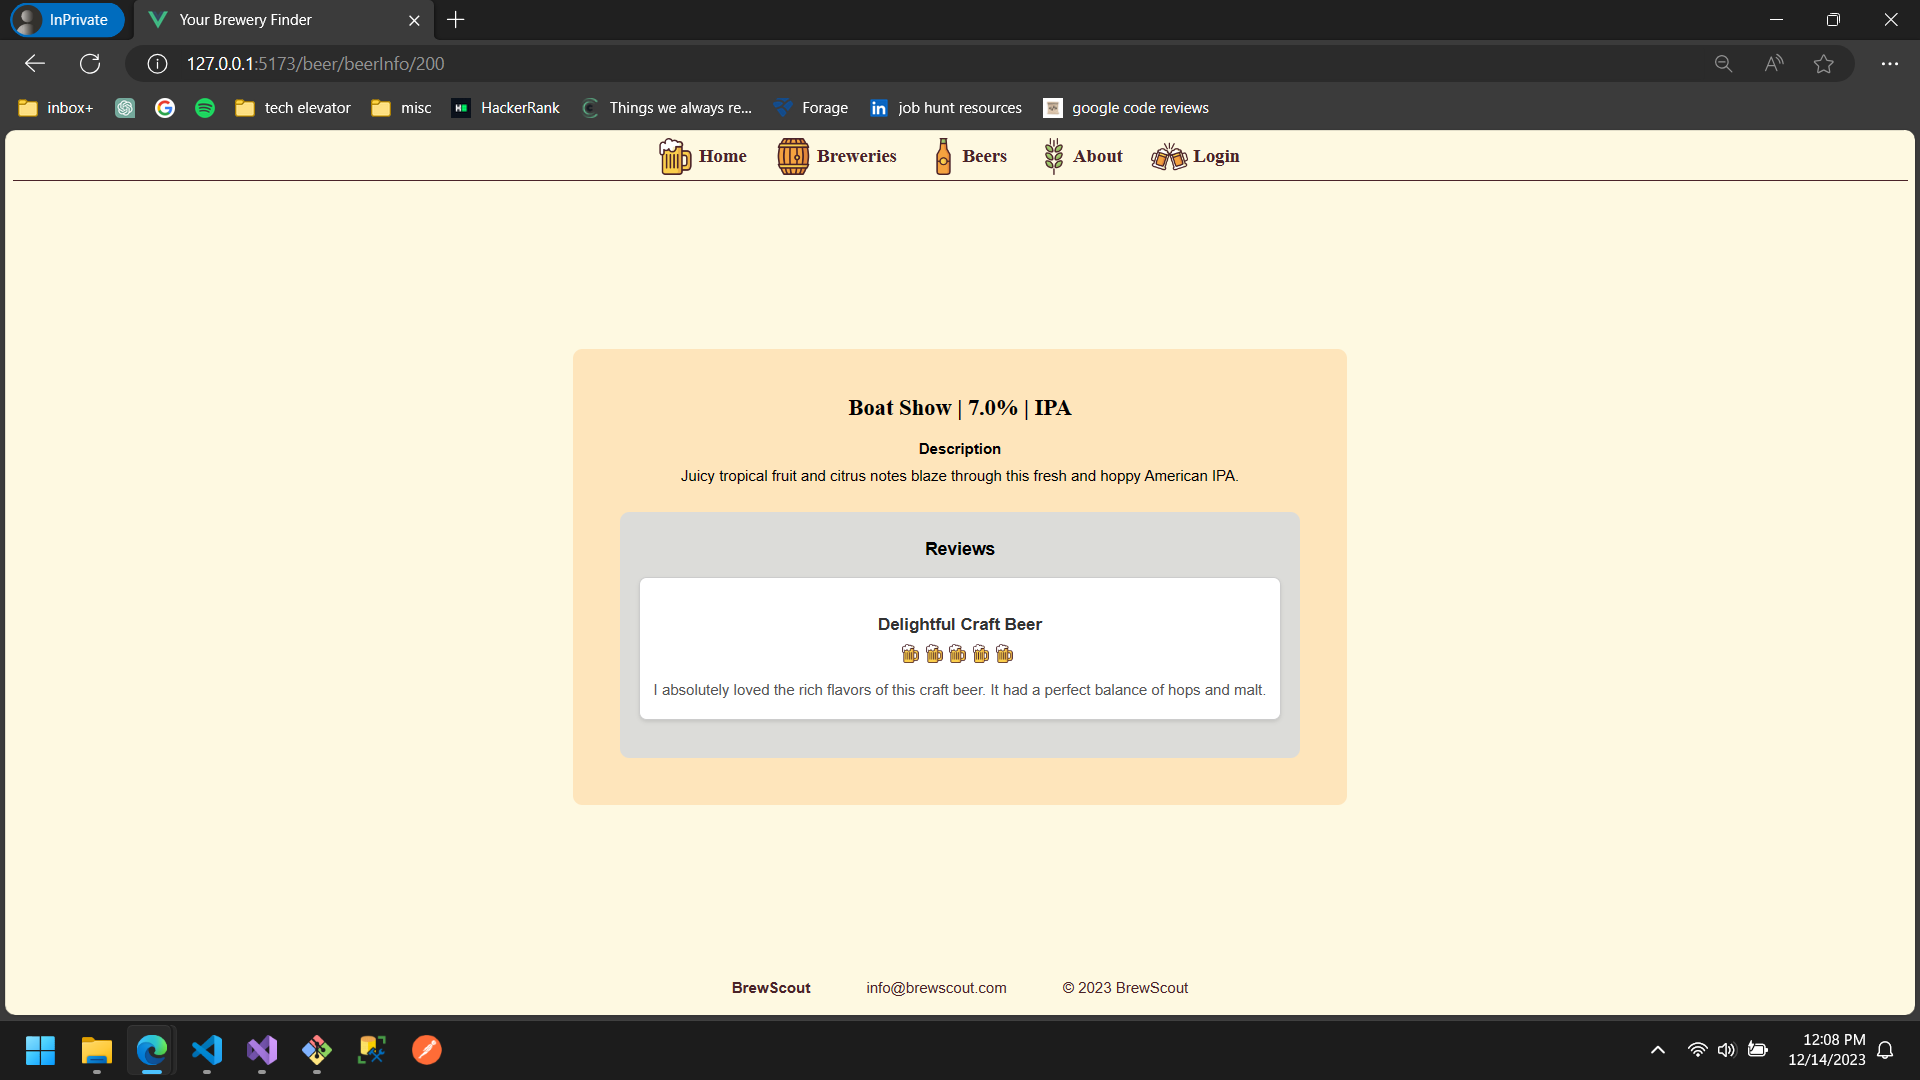 InPrivate
Your Brewery Finder
127.0.0.1:5173/beer/beerInfo/200
inbox+
tech elevator
misc
HackerRank
Things we always re...
Forage
job hunt resources
google code reviews
Home
Breweries
Beers
About
Login
Boat Show | 7.0% | IPA
Description
Juicy tropical fruit and citrus notes blaze through this fresh and hoppy American IPA.
Reviews
Delightful Craft Beer
I absolutely loved the rich flavors of this craft beer. It had a perfect balance of hops and malt.
BrewScout
info@brewscout.com
© 2023 BrewScout
12:08 PM
12/14/2023